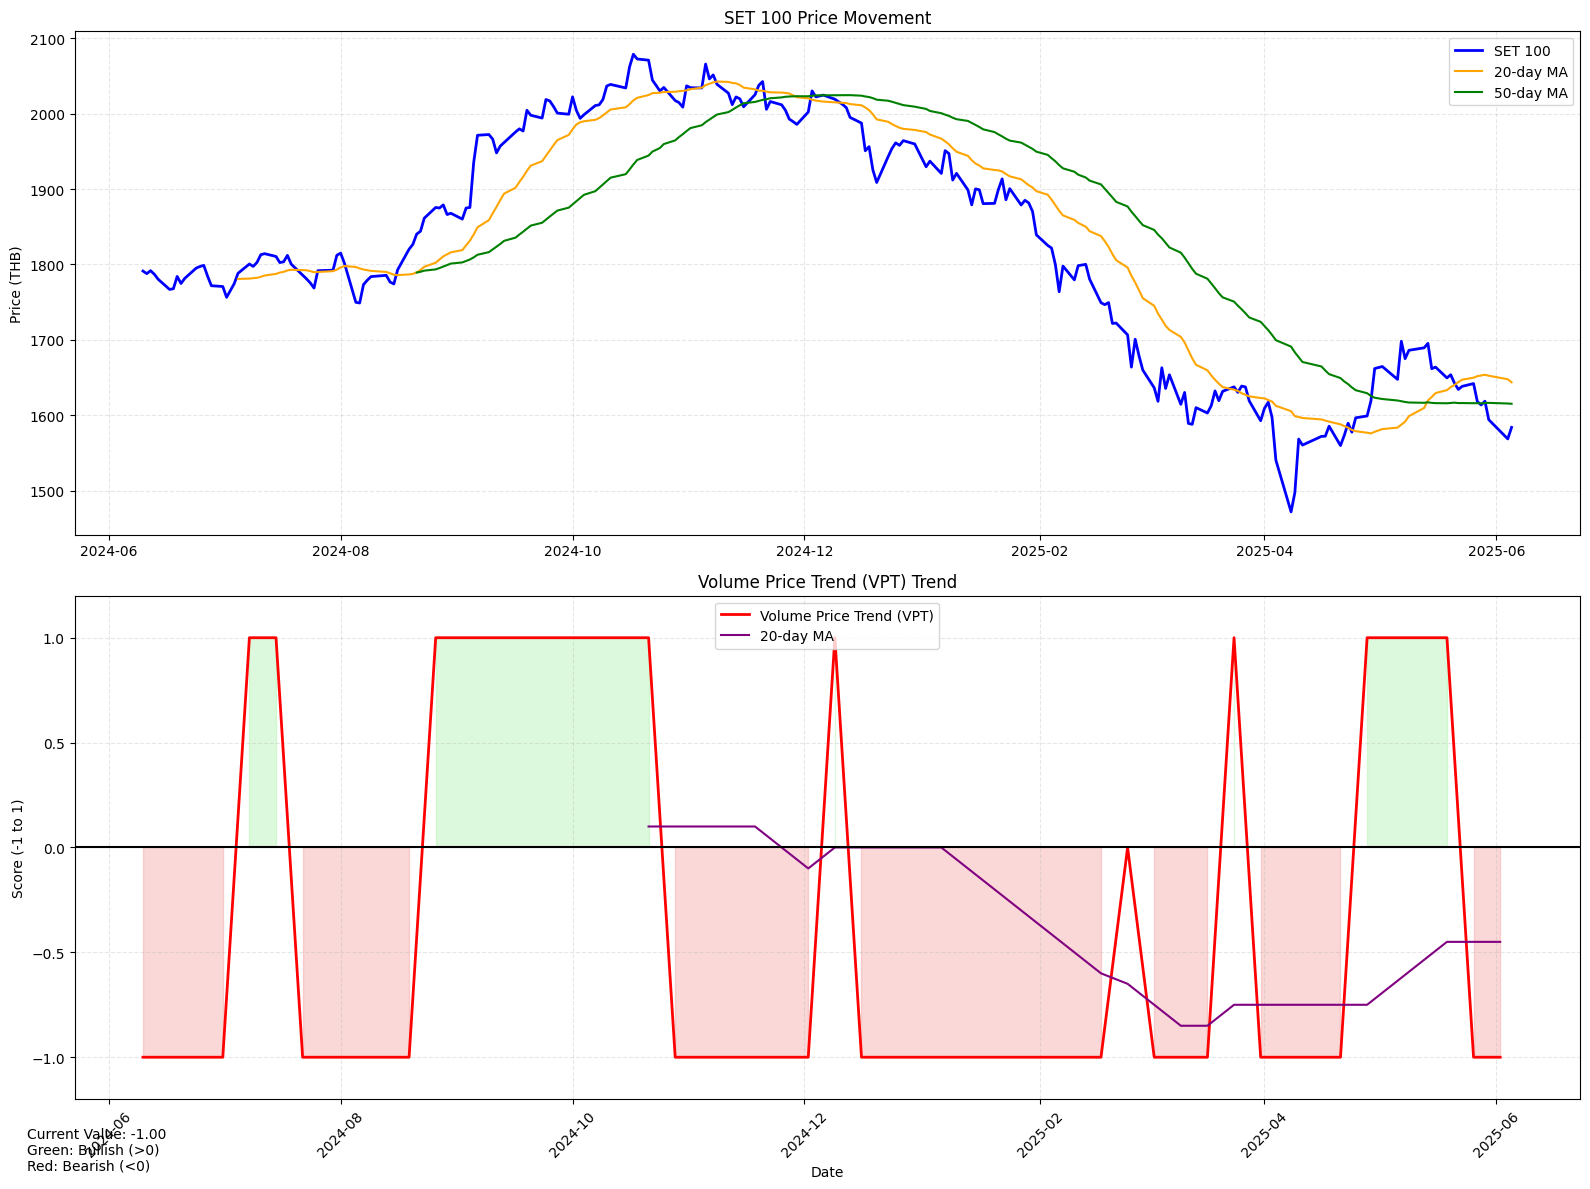 SET 100 Price Movement
2100
2000
1900
1800
1700
1600
1500
Price (THB)
SET 100
20-day MA
50-day MA
2024-06
2024-08
2024-10
2024-12
2025-02
2025-04
2025-06
Volume Price Trend (VPT) Trend
Volume Price Trend (VPT)
20-day MA
1.0
0.5
0.0
−0.5
−1.0
Score (-1 to 1)
2024-06
2024-08
2024-10
2024-12
2025-02
2025-04
2025-06
Date
Current Value: -1.00
Green: Bullish (>0)
Red: Bearish (<0)